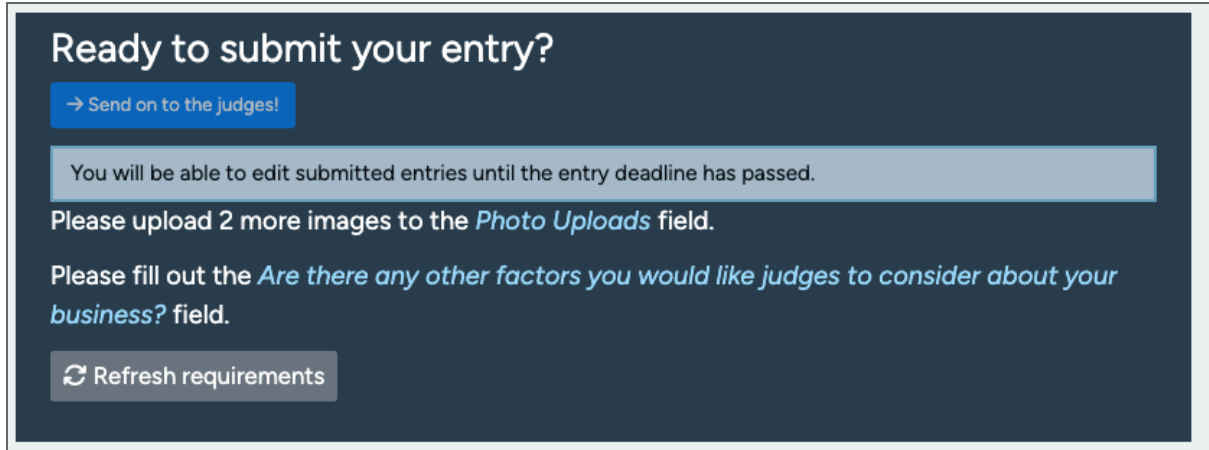 Ready to submit your entry?
→ Send on to the judges!
You will be able to edit submitted entries until the entry deadline has passed.
Please upload 2 more images to the Photo Uploads field.
Please fill out the Are there any other factors you would like judges to consider about your
business? field.
Refresh requirements